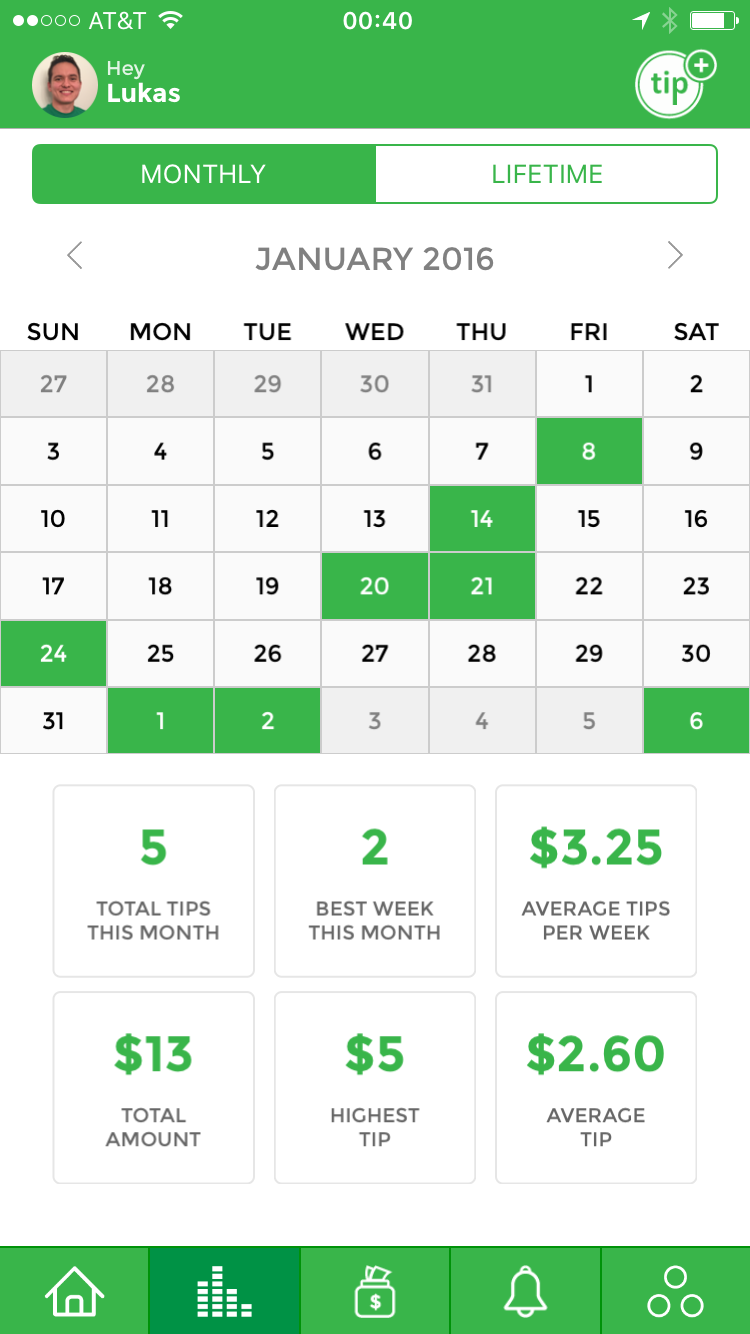 AT&T 00:40
Hey
Lukas
tip +
MONTHLY LIFETIME
JANUARY 2016
SUN MON TUE WED THU FRI SAT
27 28 29 30 31 1 2
3 4 5 6 7 8 9
10 11 12 13 14 15 16
17 18 19 20 21 22 23
24 25 26 27 28 29 30
31 1 2 3 4 5 6
5 2 $3.25
TOTAL TIPS BEST WEEK AVERAGE TIPS
THIS MONTH THIS MONTH PER WEEK
$13 $5 $2.60
TOTAL HIGHEST AVERAGE
AMOUNT TIP TIP
$